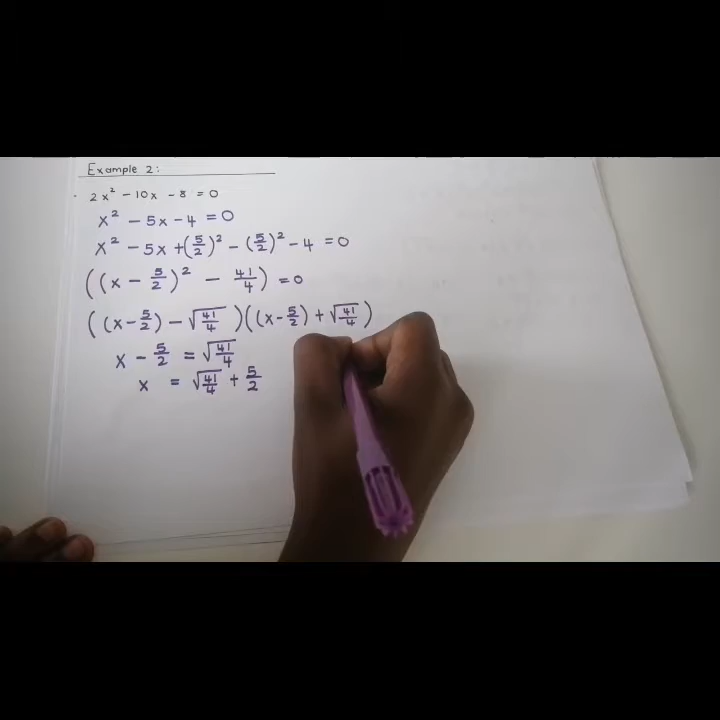 Example 2:
2x² - 10x - 8 = 0
x² - 5x - 4 = 0
x² - 5x + (5/2)² - (5/2)² - 4 = 0
((x - 5/2)² - 41/4) = 0
((x - 5/2) - √41/4)((x - 5/2) + √41/4)
x - 5/2 = √41/4
x = √41/4 + 5/2